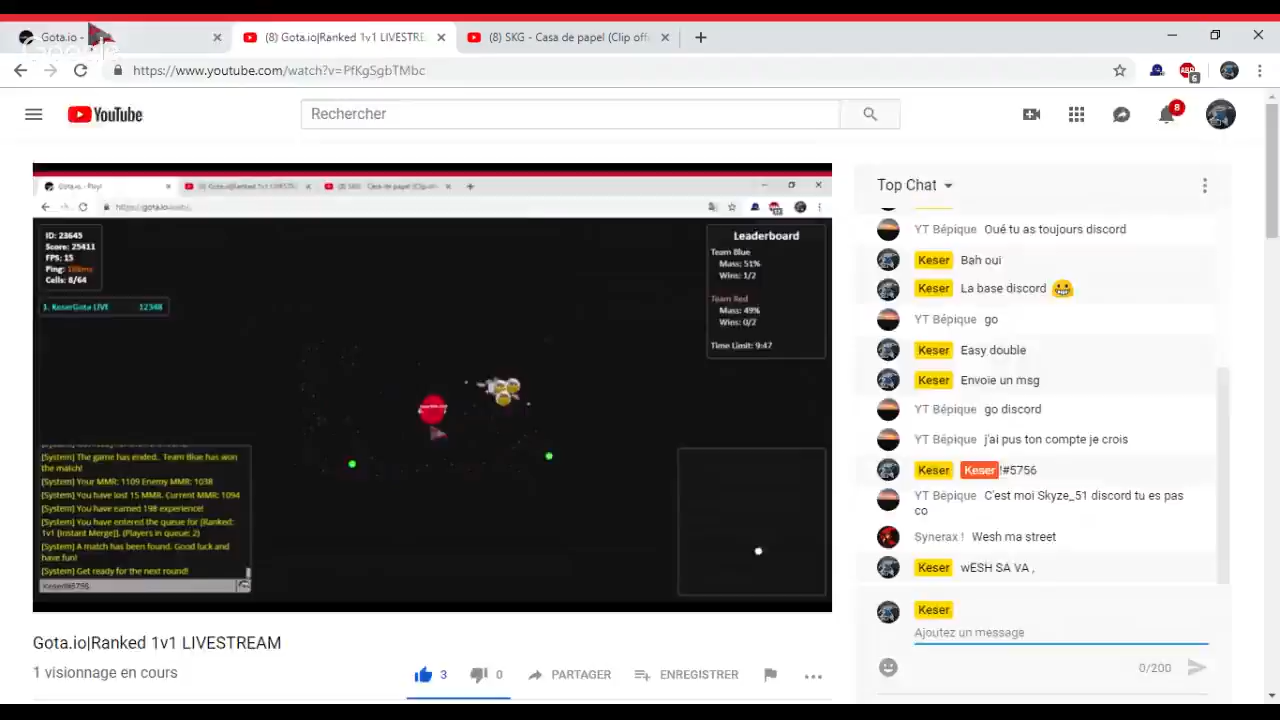 Gota.io -
(8) Gota.io|Ranked 1v1 LIVESTRE
(8) SKG - Casa de papel (Clip offi
Google
https://www.youtube.com/watch?v=PfKgSgbTMbc
6
YouTube
Rechercher
8
ID: 23645
Score: 25411
FPS: 15
Ping:
Cells: 8/64
1. KeserGota LIVE 12348
Leaderboard
Team Blue
Mass: 51%
Wins: 1/2
Team Red
Mass: 49%
Wins: 0/2
Time Limit: 9:47
[System] The game has ended.. Team Blue has won
the match!
[System] Your MMR: 1109 Enemy MMR: 1038
[System] You have lost 15 MMR. Current MMR: 1094
[System] You have earned 198 experience!
[System] You have entered the queue for [Ranked:
1v1 (Instant Merge)]. (Players in queue: 2)
[System] A match has been found. Good luck and
have fun!
[System] Get ready for the next round!
Gota.io|Ranked 1v1 LIVESTREAM
1 visionnage en cours
3
0
PARTAGER
ENREGISTRER
Top Chat
YT Bépique Oué tu as toujours discord
Keser Bah oui
Keser La base discord
YT Bépique go
Keser Easy double
Keser Envoie un msg
YT Bépique go discord
YT Bépique j'ai pus ton compte je crois
Keser Keser!#5756
YT Bépique C'est moi Skyze_51 discord tu es pas
co
Synerax ! Wesh ma street
Keser wESH SA VA ,
Keser
Ajoutez un message
0/200